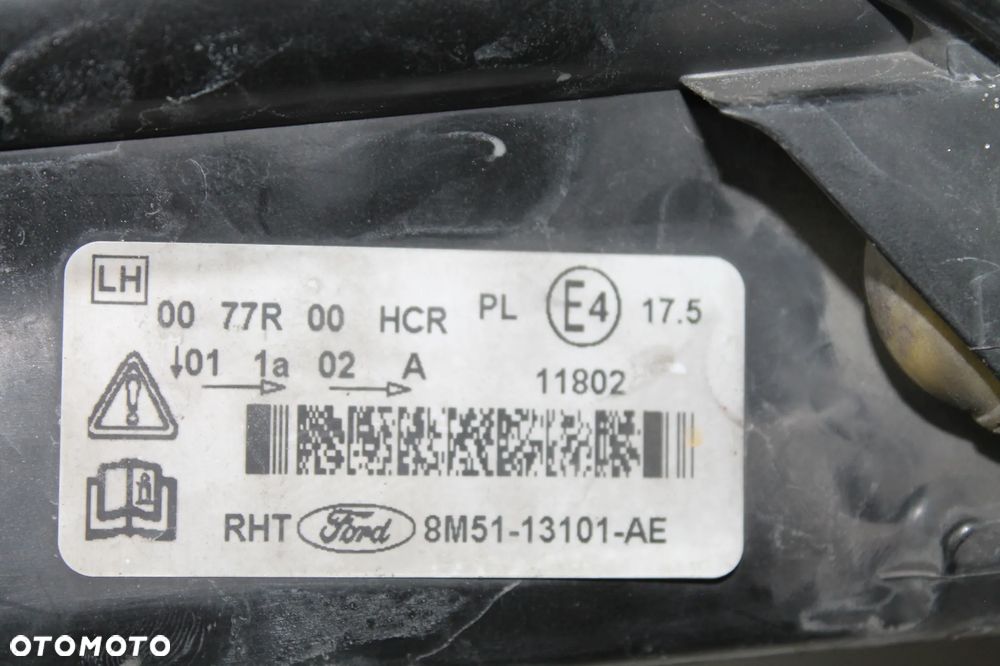 LH
00 77R 00 HCR PL E4 17.5
↓01 1a 02 A 11802
RHT Ford 8M51-13101-AE
OTOMOTO